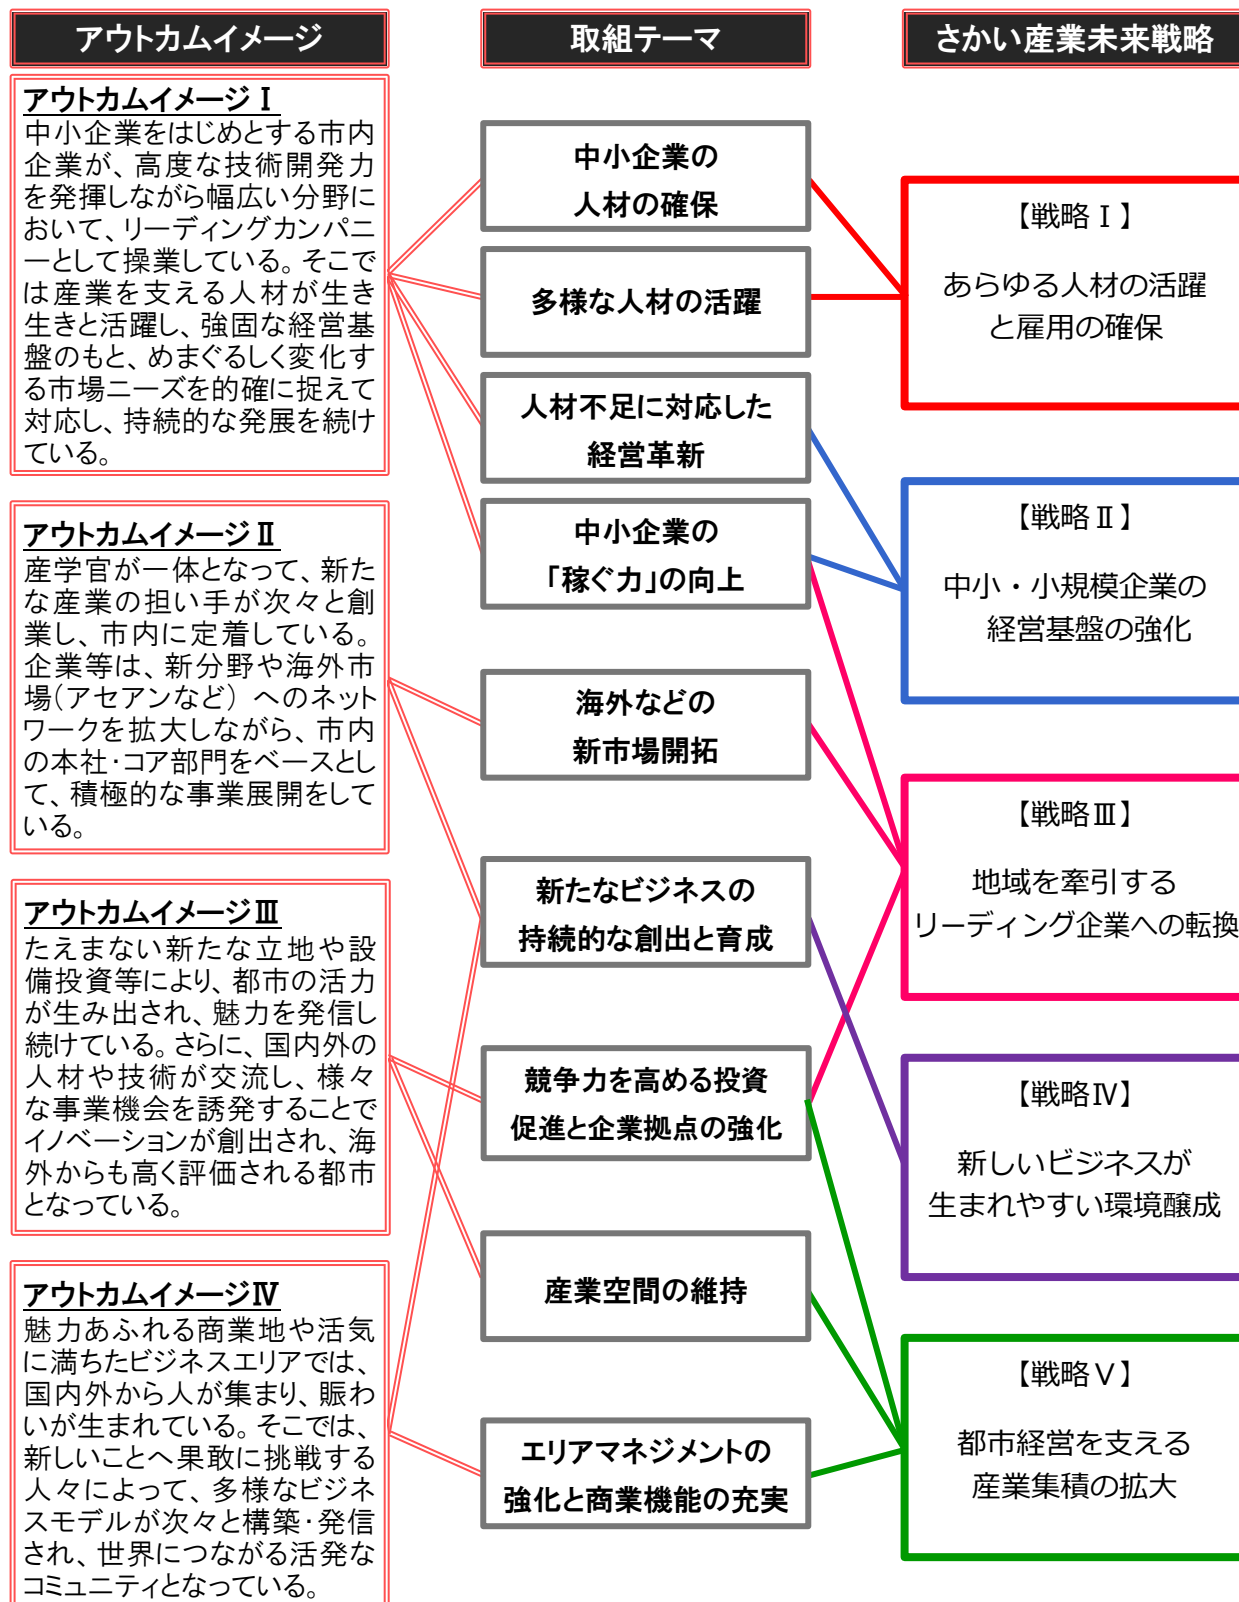 アウトカムイメージ
取組テーマ
さかい産業未来戦略
アウトカムイメージⅠ
中小企業をはじめとする市内
企業が、高度な技術開発力
を発揮しながら幅広い分野に
おいて、リーディングカンパニ
ーとして操業している。そこで
は産業を支える人材が生き
生きと活躍し、強固な経営基
盤のもと、めまぐるしく変化す
る市場ニーズを的確に捉えて
対応し、持続的な発展を続け
ている。
アウトカムイメージⅡ
産学官が一体となって、新た
な産業の担い手が次々と創
業し、市内に定着している。
企業等は、新分野や海外市
場（アセアンなど）へのネット
ワークを拡大しながら、市内
の本社・コア部門をベースとし
て、積極的な事業展開をして
いる。
アウトカムイメージⅢ
たえまない新たな立地や設
備投資等により、都市の活力
が生み出され、魅力を発信し
続けている。さらに、国内外の
人材や技術が交流し、様々
な事業機会を誘発することで
イノベーションが創出され、海
外からも高く評価される都市
となっている。
アウトカムイメージⅣ
魅力あふれる商業地や活気
に満ちたビジネスエリアでは、
国内外から人が集まり、賑わ
いが生まれている。そこでは、
新しいことへ果敢に挑戦する
人々によって、多様なビジネ
スモデルが次々と構築・発信
され、世界につながる活発な
コミュニティとなっている。
中小企業の
人材の確保
多様な人材の活躍
人材不足に対応した
経営革新
中小企業の
「稼ぐ力」の向上
海外などの
新市場開拓
新たなビジネスの
持続的な創出と育成
競争力を高める投資
促進と企業拠点の強化
産業空間の維持
エリアマネジメントの
強化と商業機能の充実
【戦略Ⅰ】
あらゆる人材の活躍
と雇用の確保
【戦略Ⅱ】
中小・小規模企業の
経営基盤の強化
【戦略Ⅲ】
地域を牽引する
リーディング企業への転換
【戦略Ⅳ】
新しいビジネスが
生まれやすい環境醸成
【戦略Ⅴ】
都市経営を支える
産業集積の拡大